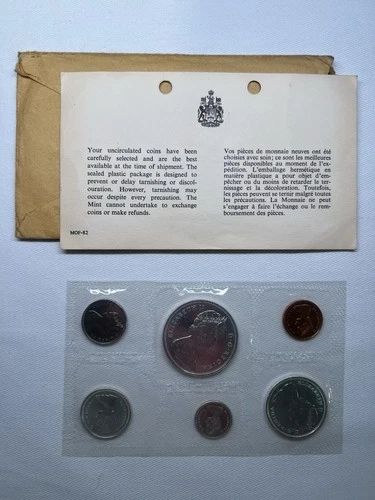 Your uncirculated coins have been
carefully selected and are the best
available at the time of shipment. The
sealed plastic package is designed to
prevent or delay tarnishing or discol-
ouration. However, tarnishing may
occur despite every precaution. The
Mint cannot undertake to exchange
coins or make refunds.
MOF-82
Vos pièces de monnaie neuves ont été
choisies avec soin; ce sont les meilleures
pièces disponibles au moment de l'ex-
pédition. L'emballage hermétique en
matière plastique a pour objet d'em-
pêcher ou du moins de retarder le ter-
nissage et la décoloration. Toutefois,
les pièces peuvent se ternir malgré toutes
les précautions. La Monnaie ne peut
s'engager à faire l'échange ou le rem-
boursement des pièces.
ELIZABETH II